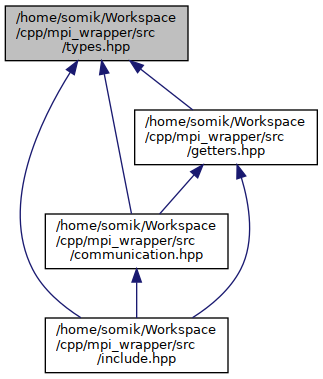 /home/somik/Workspace
/cpp/mpi_wrapper/src
/types.hpp
/home/somik/Workspace
/cpp/mpi_wrapper/src
/getters.hpp
/home/somik/Workspace
/cpp/mpi_wrapper/src
/communication.hpp
/home/somik/Workspace
/cpp/mpi_wrapper/src
/include.hpp